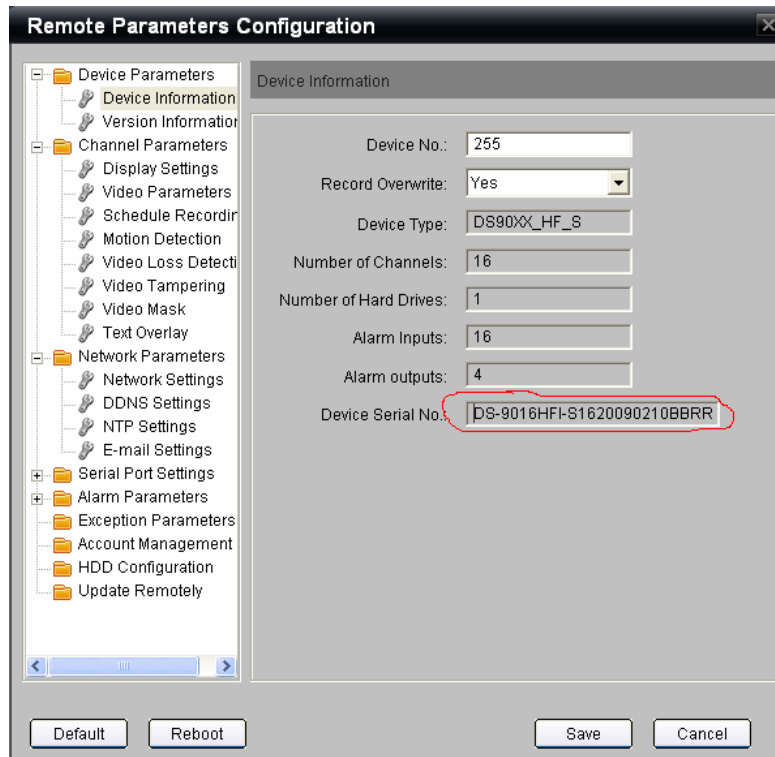 Remote Parameters Configuration
Device Parameters
Device Information
Version Information
Channel Parameters
Display Settings
Video Parameters
Schedule Recordin
Motion Detection
Video Loss Detecti
Video Tampering
Video Mask
Text Overlay
Network Parameters
Network Settings
DDNS Settings
NTP Settings
E-mail Settings
Serial Port Settings
Alarm Parameters
Exception Parameters
Account Management
HDD Configuration
Update Remotely
Device Information
Device No.: 255
Record Overwrite: Yes
Device Type: DS90XX_HF_S
Number of Channels: 16
Number of Hard Drives: 1
Alarm Inputs: 16
Alarm outputs: 4
Device Serial No.: DS-9016HFI-S1620090210BBRR
Default Reboot Save Cancel